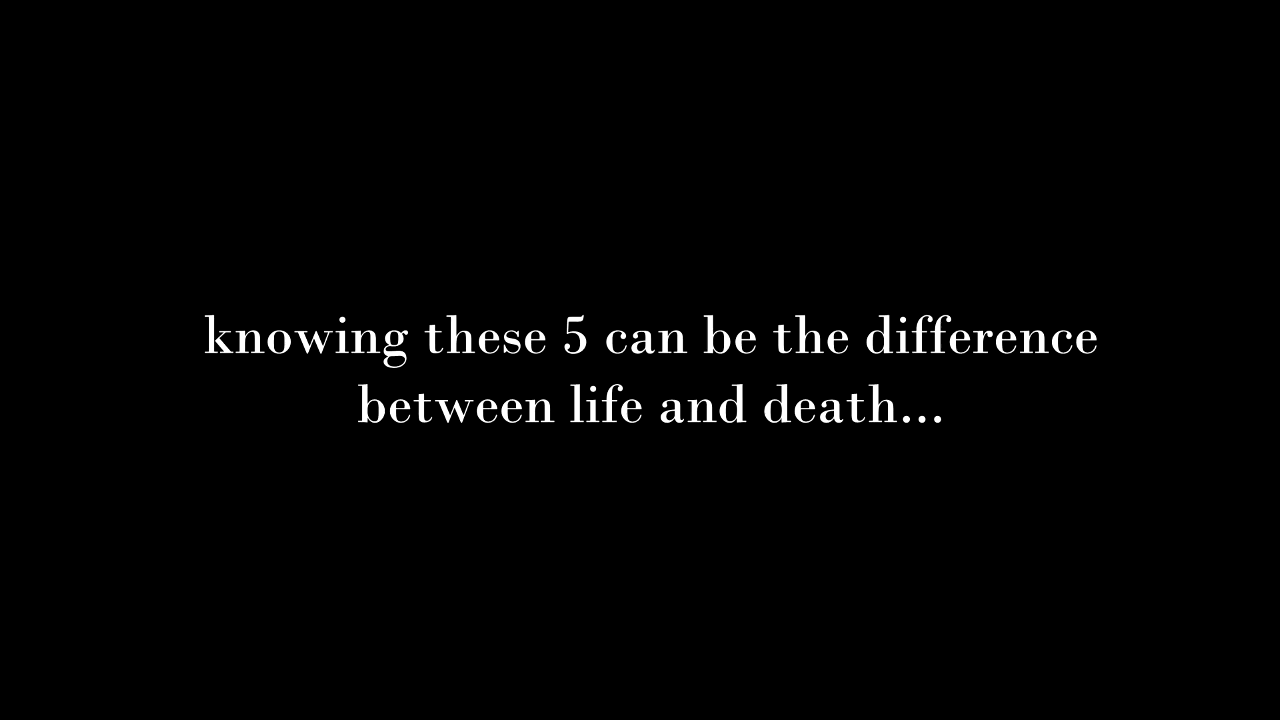 knowing these 5 can be the difference
between life and death...